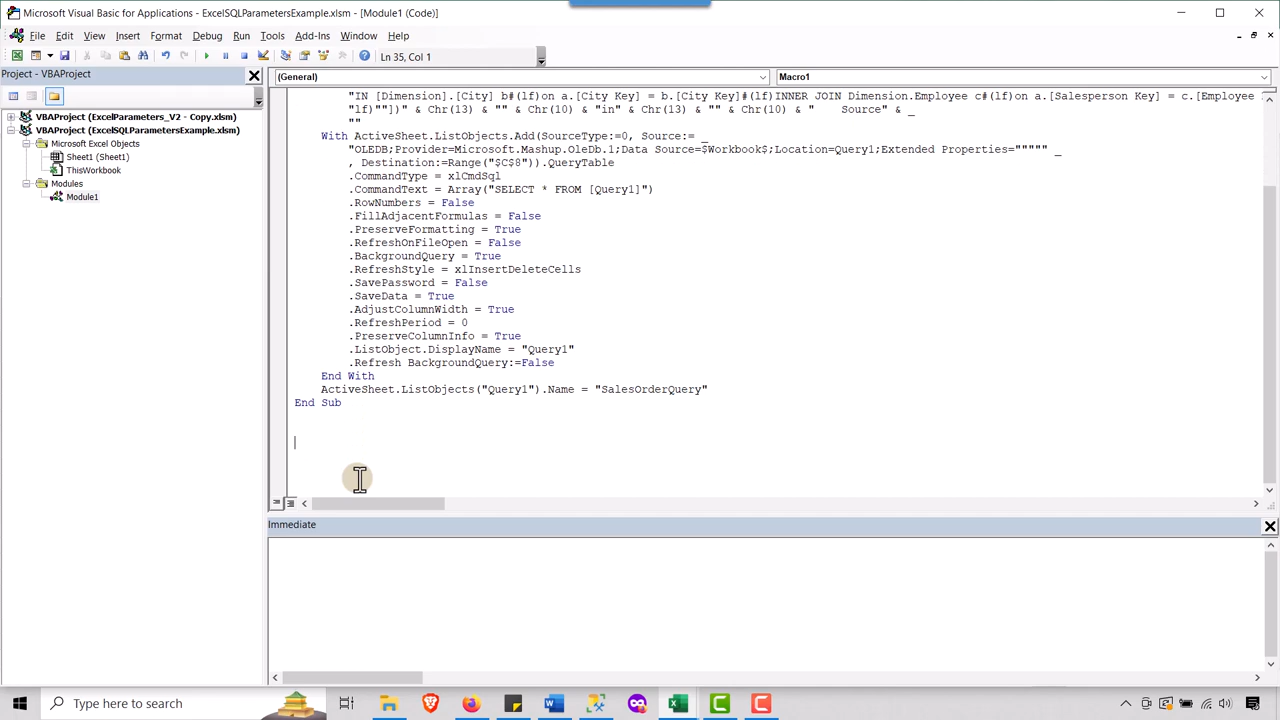 Microsoft Visual Basic for Applications - ExcelSQLParametersExample.xlsm - [Module1 (Code)]
File Edit View Insert Format Debug Run Tools Add-Ins Window Help
Ln 35, Col 1
Project - VBAProject
(General) Macro1
VBAProject (ExcelParameters_V2 - Copy.xlsm)
VBAProject (ExcelSQLParametersExample.xlsm)
Microsoft Excel Objects
Sheet1 (Sheet1)
ThisWorkbook
Modules
Module1
"IN [Dimension].[City] b#(lf)on a.[City Key] = b.[City Key]#(lf)INNER JOIN Dimension.Employee c#(lf)on a.[Salesperson Key] = c.[Employee
"lf)""])" & Chr(13) & "" & Chr(10) & "in" & Chr(13) & "" & Chr(10) & "    Source" & _
""
With ActiveSheet.ListObjects.Add(SourceType:=0, Source:= _
"OLEDB;Provider=Microsoft.Mashup.OleDb.1;Data Source=$Workbook$;Location=Query1;Extended Properties=""""" _
, Destination:=Range("$C$8")).QueryTable
.CommandType = xlCmdSql
.CommandText = Array("SELECT * FROM [Query1]")
.RowNumbers = False
.FillAdjacentFormulas = False
.PreserveFormatting = True
.RefreshOnFileOpen = False
.BackgroundQuery = True
.RefreshStyle = xlInsertDeleteCells
.SavePassword = False
.SaveData = True
.AdjustColumnWidth = True
.RefreshPeriod = 0
.PreserveColumnInfo = True
.ListObject.DisplayName = "Query1"
.Refresh BackgroundQuery:=False
End With
ActiveSheet.ListObjects("Query1").Name = "SalesOrderQuery"
End Sub
Immediate
Type here to search